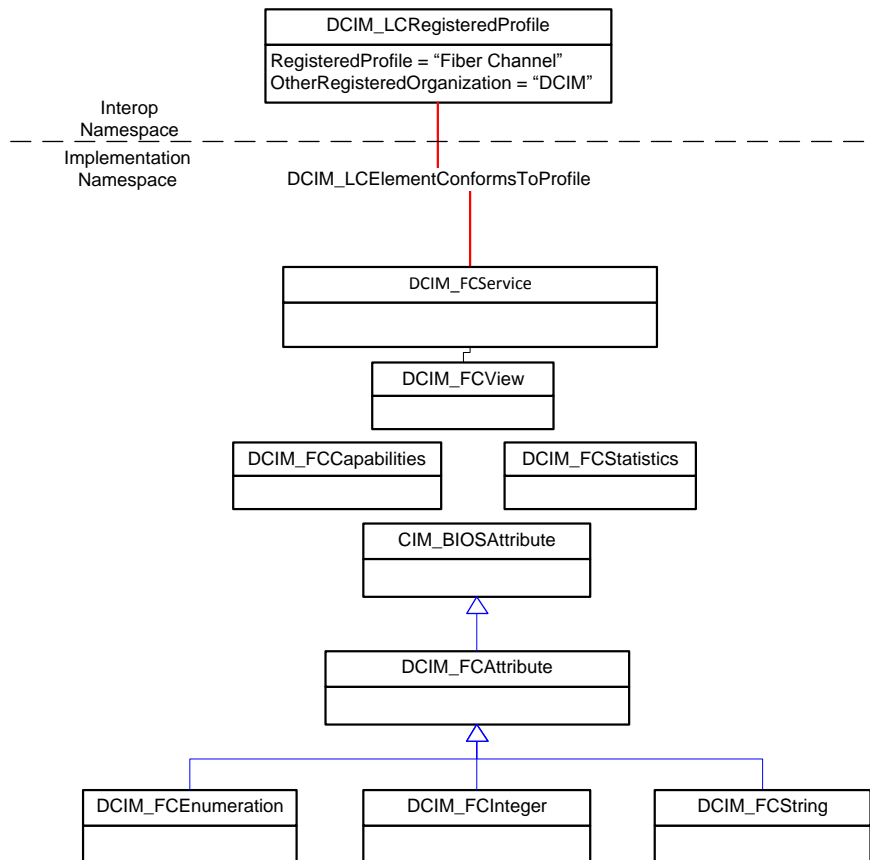 DCIM_LCRegisteredProfile
RegisteredProfile = “Fiber Channel”
OtherRegisteredOrganization = “DCIM”
Interop
Namespace
Implementation
Namespace
DCIM_LCElementConformsToProfile
DCIM_FCService
DCIM_FCView
DCIM_FCCapabilities
DCIM_FCStatistics
CIM_BIOSAttribute
DCIM_FCAttribute
DCIM_FCEnumeration
DCIM_FCInteger
DCIM_FCString